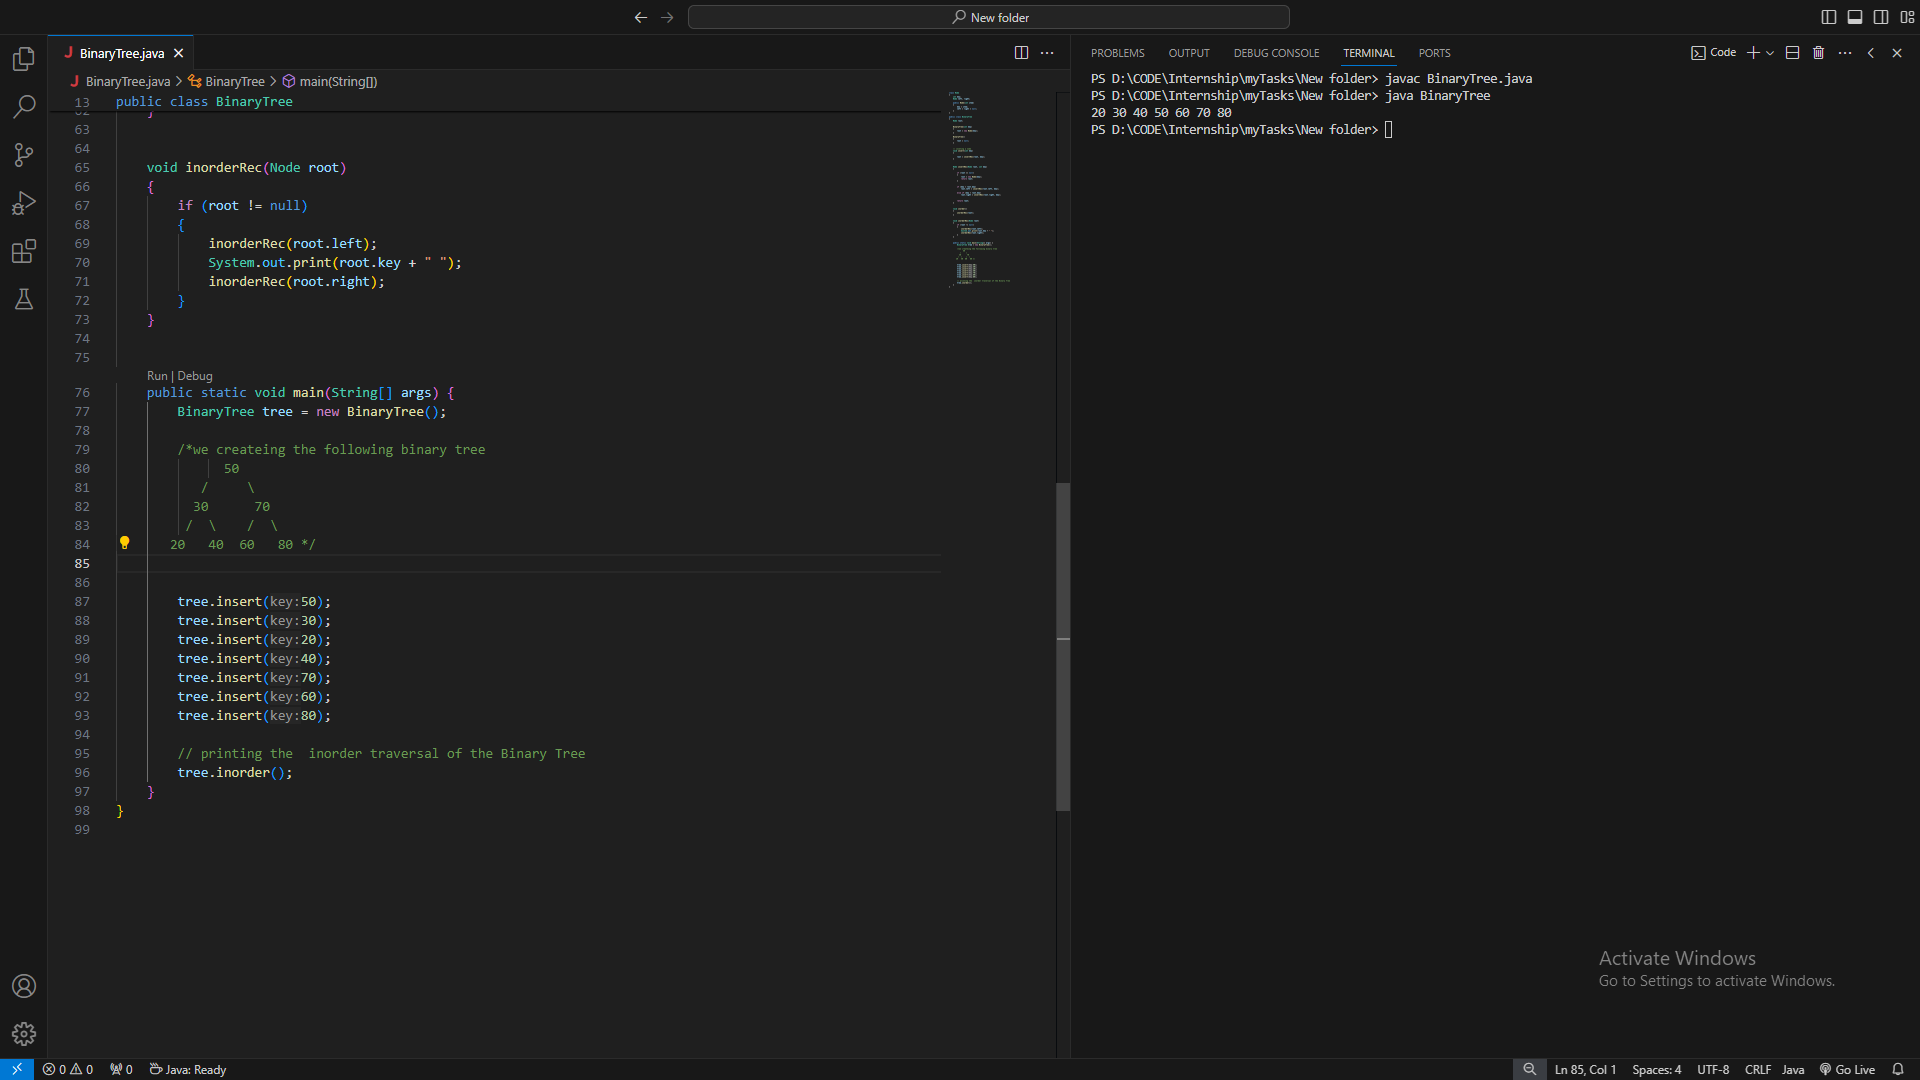 New folder
BinaryTree.java
PROBLEMS OUTPUT DEBUG CONSOLE TERMINAL PORTS Code
BinaryTree.java > BinaryTree > main(String[])
13 public class BinaryTree
63
64
65 void inorderRec(Node root)
66 {
67 if (root != null)
68 {
69 inorderRec(root.left);
70 System.out.print(root.key + " ");
71 inorderRec(root.right);
72 }
73 }
74
75
Run | Debug
76 public static void main(String[] args) {
77 BinaryTree tree = new BinaryTree();
78
79 /*we createing the following binary tree
80 50
81 / \
82 30 70
83 / \ / \
84 20 40 60 80 */
85
86
87 tree.insert(key:50);
88 tree.insert(key:30);
89 tree.insert(key:20);
90 tree.insert(key:40);
91 tree.insert(key:70);
92 tree.insert(key:60);
93 tree.insert(key:80);
94
95 // printing the  inorder traversal of the Binary Tree
96 tree.inorder();
97 }
98 }
99
PS D:\CODE\Internship\myTasks\New folder> javac BinaryTree.java
PS D:\CODE\Internship\myTasks\New folder> java BinaryTree
20 30 40 50 60 70 80
PS D:\CODE\Internship\myTasks\New folder>
Activate Windows
Go to Settings to activate Windows.
0 0 0 Java: Ready Ln 85, Col 1 Spaces: 4 UTF-8 CRLF Java Go Live